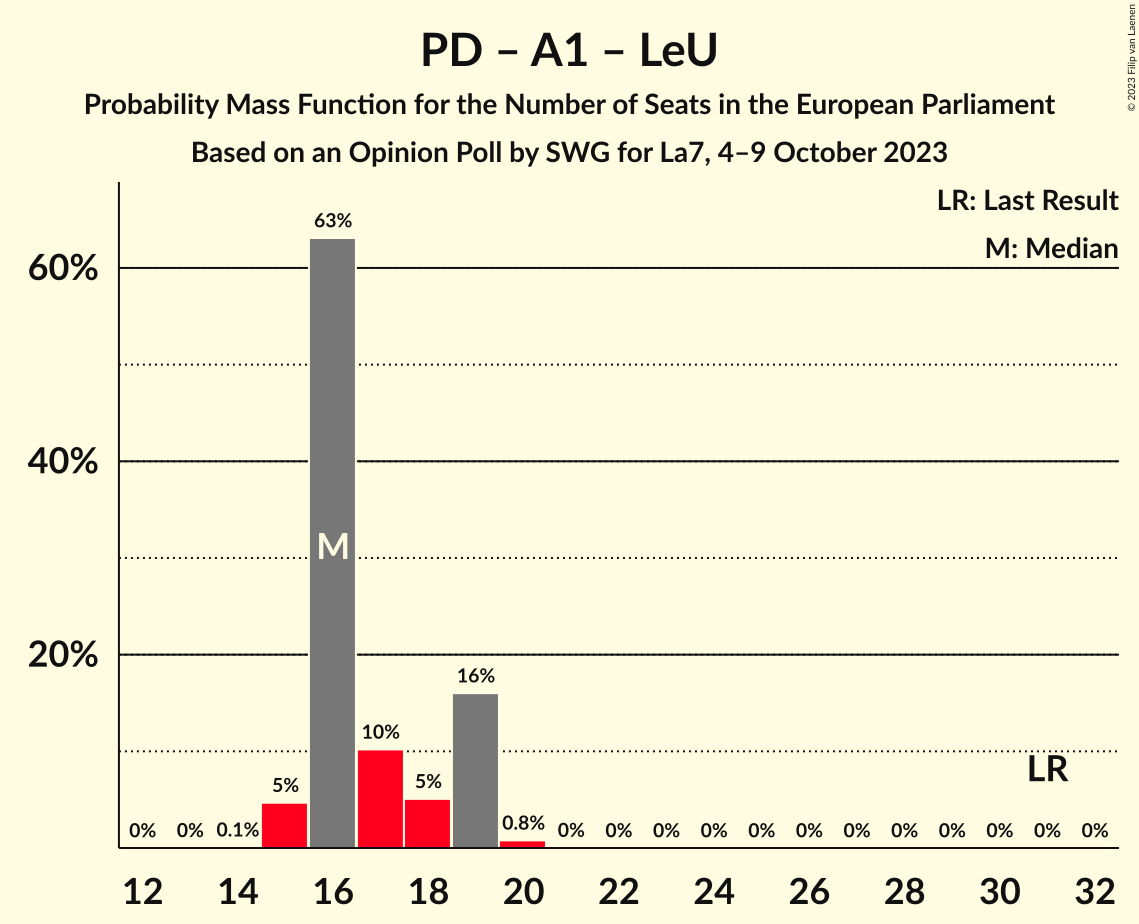 PD – A1 – LeU
Probability Mass Function for the Number of Seats in the European Parliament
Based on an Opinion Poll by SWG for La7, 4–9 October 2023
© 2023 Filip van Laenen
LR: Last Result
M: Median
60%
40%
20%
0% 0% 0.1% 5% 63% 10% 5% 16% 0.8% 0% 0% 0% 0% 0% 0% 0% 0% 0% 0% 0% 0%
M
LR
12 14 16 18 20 22 24 26 28 30 32